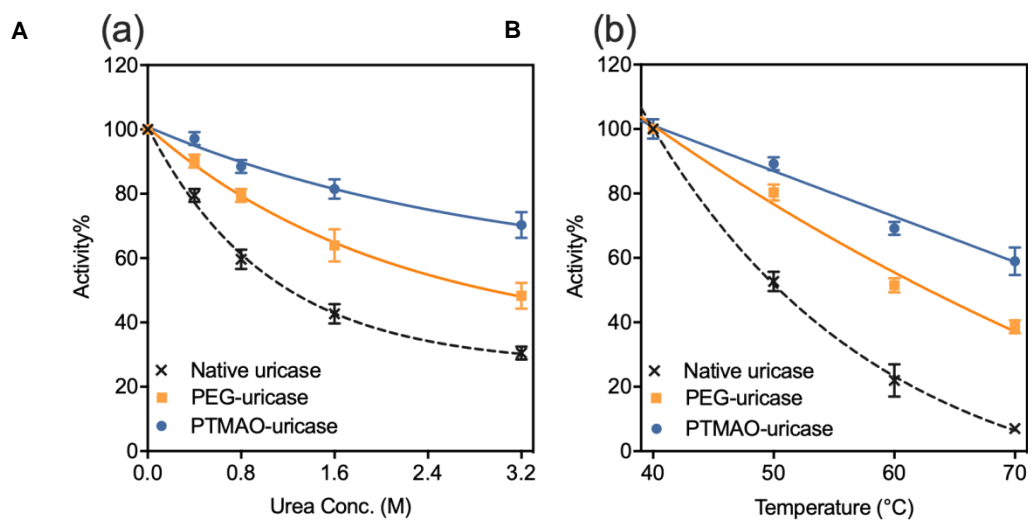 A (a) B (b)
120
100
80
60
40
20
0
Activity%
Native uricase
PEG-uricase
PTMAO-uricase
0.0 0.8 1.6 2.4 3.2
Urea Conc. (M)
120
100
80
60
40
20
0
Activity%
Native uricase
PEG-uricase
PTMAO-uricase
40 50 60 70
Temperature (°C)